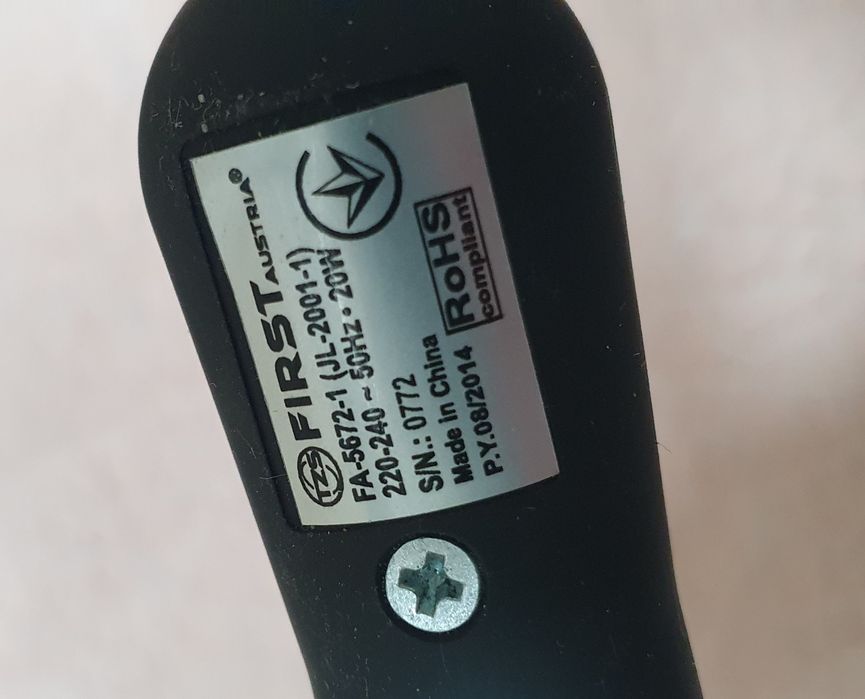 TZS FIRST AUSTRIA®
FA-5672-1 (JL-2001-1)
220-240 ~ 50Hz • 20W
S/N.: 0772
Made in China
P.Y.08/2014
RoHS
compliant